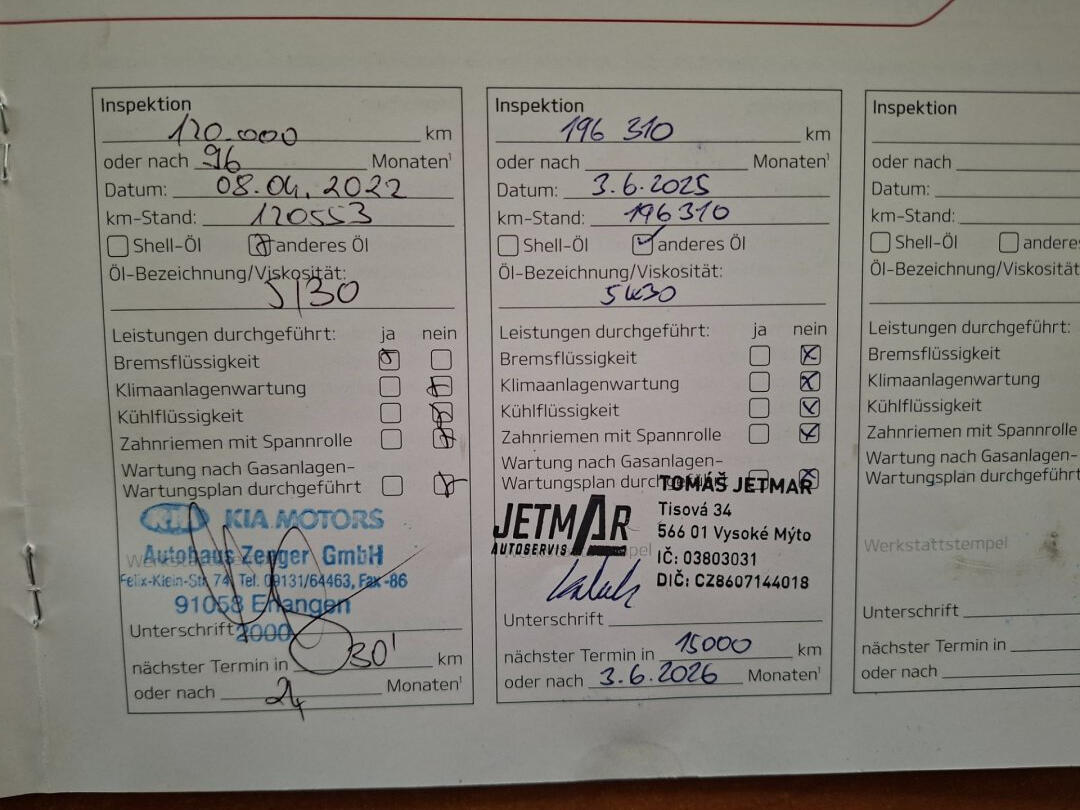 Inspektion
120.000 km
oder nach 96 Monaten¹
Datum: 08.04.2022
km-Stand: 120553
Shell-Öl anderes Öl
Öl-Bezeichnung/Viskosität:
5/30
Leistungen durchgeführt: ja nein
Bremsflüssigkeit
Klimaanlagenwartung
Kühlflüssigkeit
Zahnriemen mit Spannrolle
Wartung nach Gasanlagen-
Wartungsplan durchgeführt
KIA KIA MOTORS
Autohaus Zenger GmbH
Felix-Klein-Str. 74, Tel. 09131/64463, Fax -86
91058 Erlangen
Unterschrift 2000
nächster Termin in 30' km
oder nach 24 Monaten¹
Inspektion
196 310 km
oder nach Monaten¹
Datum: 3.6.2025
km-Stand: 196310
Shell-Öl anderes Öl
Öl-Bezeichnung/Viskosität:
5W30
Leistungen durchgeführt: ja nein
Bremsflüssigkeit
Klimaanlagenwartung
Kühlflüssigkeit
Zahnriemen mit Spannrolle
Wartung nach Gasanlagen-
Wartungsplan durchgeführt
TOMÁŠ JETMAR
Tisová 34
566 01 Vysoké Mýto
IČ: 03803031
DIČ: CZ8607144018
JETMAR
AUTOSERVIS
Unterschrift
nächster Termin in 15000 km
oder nach 3.6.2026 Monaten¹
Inspektion
oder nach
Datum:
km-Stand:
Shell-Öl anderes
Öl-Bezeichnung/Viskosität
Leistungen durchgeführt:
Bremsflüssigkeit
Klimaanlagenwartung
Kühlflüssigkeit
Zahnriemen mit Spannrolle
Wartung nach Gasanlagen-
Wartungsplan durchgeführt
Werkstattstempel
Unterschrift
nächster Termin in
oder nach